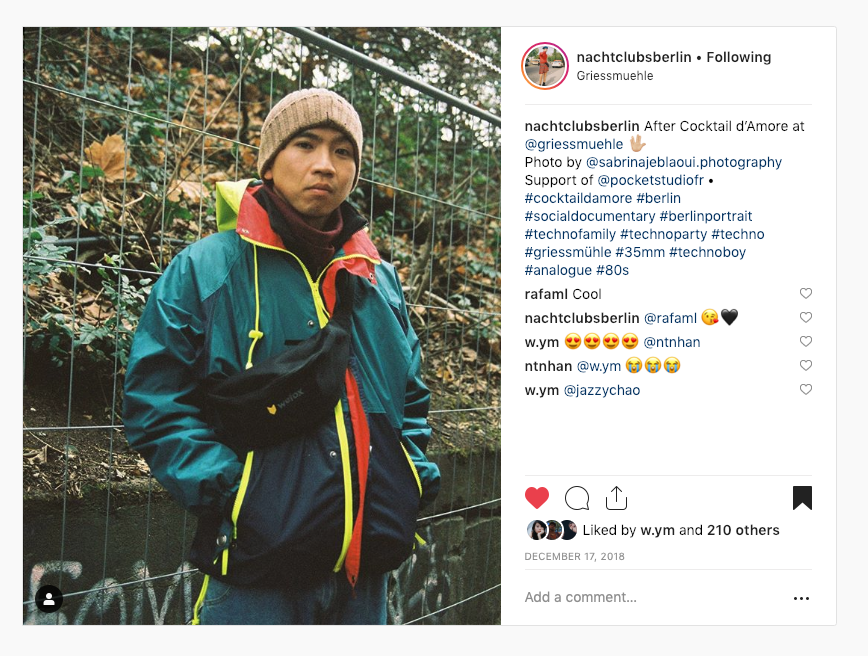 nachtclubsberlin • Following
Griessmuehle
nachtclubsberlin After Cocktail d’Amore at
@griessmuehle 🖖🏼
Photo by @sabrinajeblaoui.photography
Support of @pocketstudiofr •
#cocktaildamore #berlin
#socialdocumentary #berlinportrait
#technofamily #technoparty #techno
#griessmühle #35mm #technoboy
#analogue #80s
rafaml Cool
nachtclubsberlin @rafaml 😘🖤
w.ym 😍😍😍😍 @ntnhan
ntnhan @w.ym 😭😭😭
w.ym @jazzychao
Liked by w.ym and 210 others
DECEMBER 17, 2018
Add a comment...
wefox